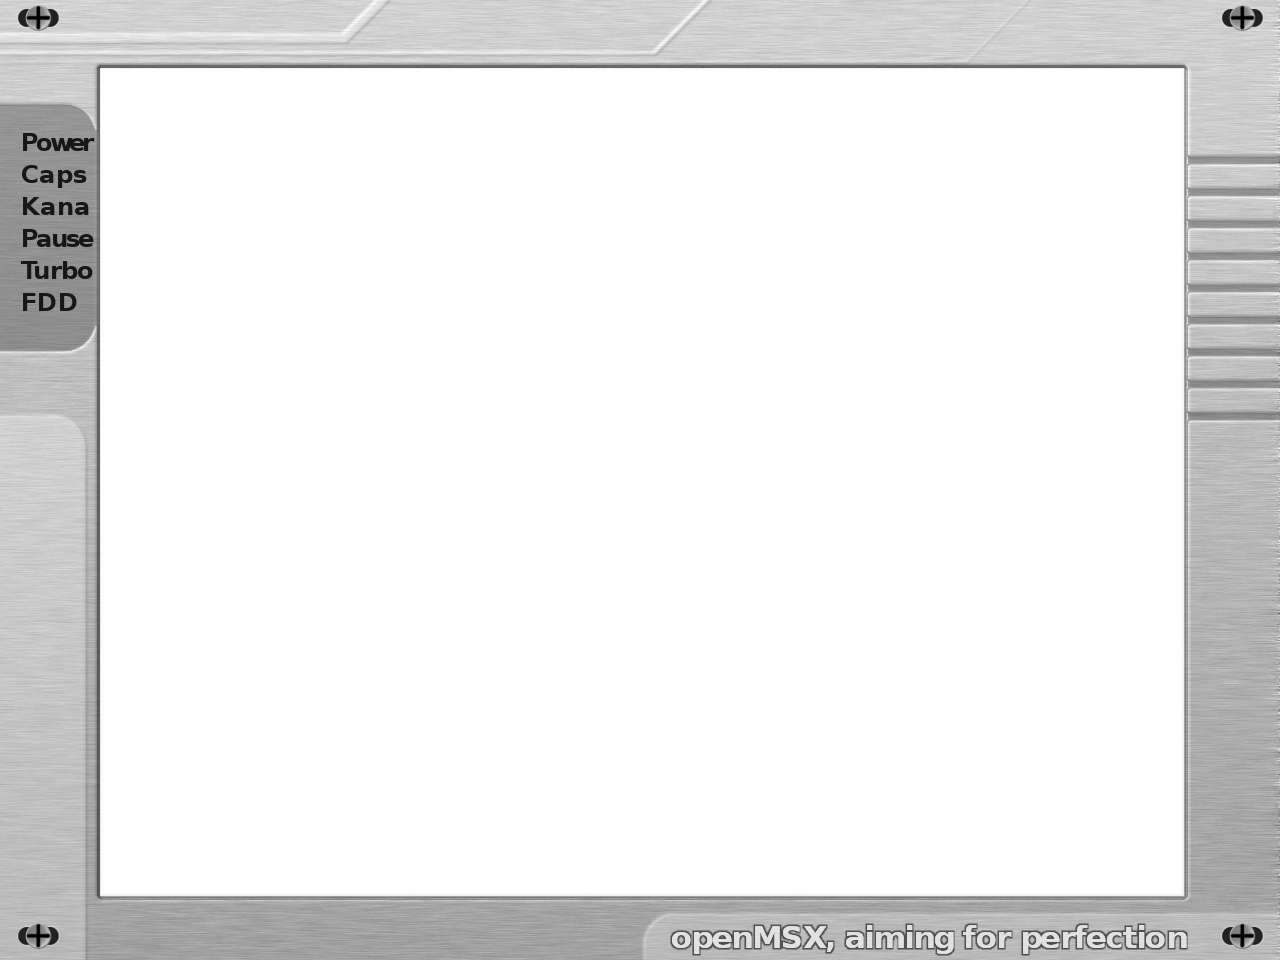 Power
Caps
Kana
Pause
Turbo
FDD
openMSX, aiming for perfection